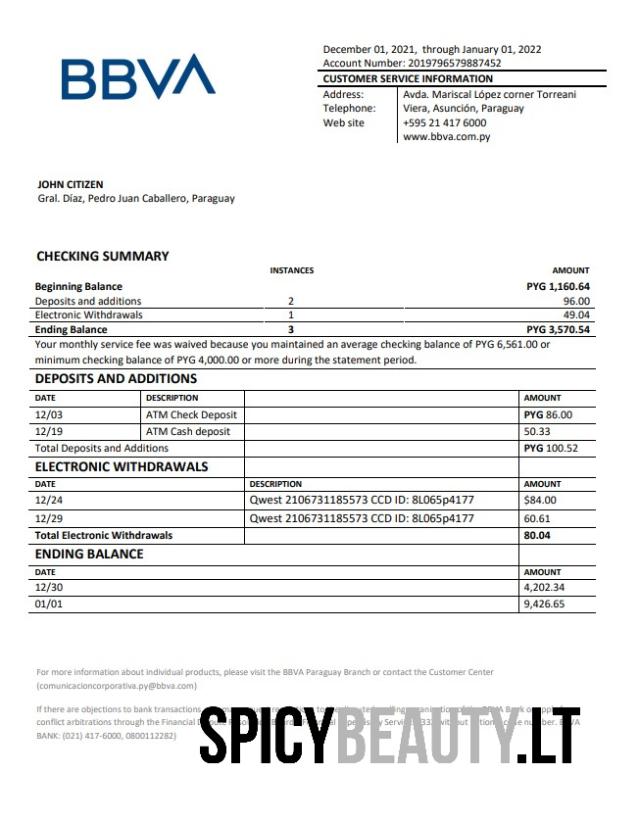 BBVA
December 01, 2021, through January 01, 2022
Account Number: 2019796579887452
CUSTOMER SERVICE INFORMATION
Address: Avda. Mariscal López corner Torreani
Telephone: Viera, Asunción, Paraguay
Web site +595 21 417 6000
www.bbva.com.py
JOHN CITIZEN
Gral. Díaz, Pedro Juan Caballero, Paraguay
CHECKING SUMMARY
INSTANCES AMOUNT
Beginning Balance PYG 1,160.64
Deposits and additions 2 96.00
Electronic Withdrawals 1 49.04
Ending Balance 3 PYG 3,570.54
Your monthly service fee was waived because you maintained an average checking balance of PYG 6,561.00 or
minimum checking balance of PYG 4,000.00 or more during the statement period.
DEPOSITS AND ADDITIONS
DATE DESCRIPTION AMOUNT
12/03 ATM Check Deposit PYG 86.00
12/19 ATM Cash deposit 50.33
Total Deposits and Additions PYG 100.52
ELECTRONIC WITHDRAWALS
DATE DESCRIPTION AMOUNT
12/24 Qwest 2106731185573 CCD ID: 8L065p4177 $84.00
12/29 Qwest 2106731185573 CCD ID: 8L065p4177 60.61
Total Electronic Withdrawals 80.04
ENDING BALANCE
DATE AMOUNT
12/30 4,202.34
01/01 9,426.65
For more information about individual products, please visit the BBVA Paraguay Branch or contact the Customer Center
(comunicacioncorporativa.py@bbva.com)
If there are objections to bank transactions
conflict arbitrations through the Financial
BANK: (021) 417-6000, 0800112282)
SPICYBEAUTY.LT